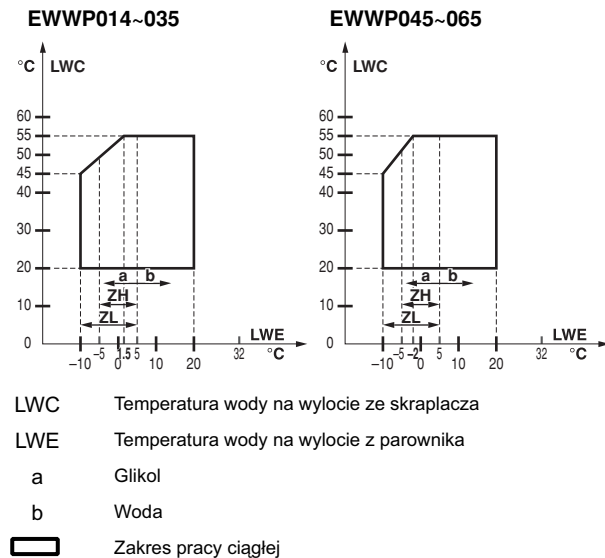 EWWP014~035 EWWP045~065
°C LWC °C LWC
60 60
55 55
50 50
45 45
40 40
30 30
20 20
a b a b
ZH ZH
10 10
ZL ZL
LWE LWE
0 0
–10 –5 0 1.5 5 10 20 32 °C –10 –5 –2 0 5 10 20 32 °C
LWC Temperatura wody na wylocie ze skraplacza
LWE Temperatura wody na wylocie z parownika
a Glikol
b Woda
Zakres pracy ciągłej